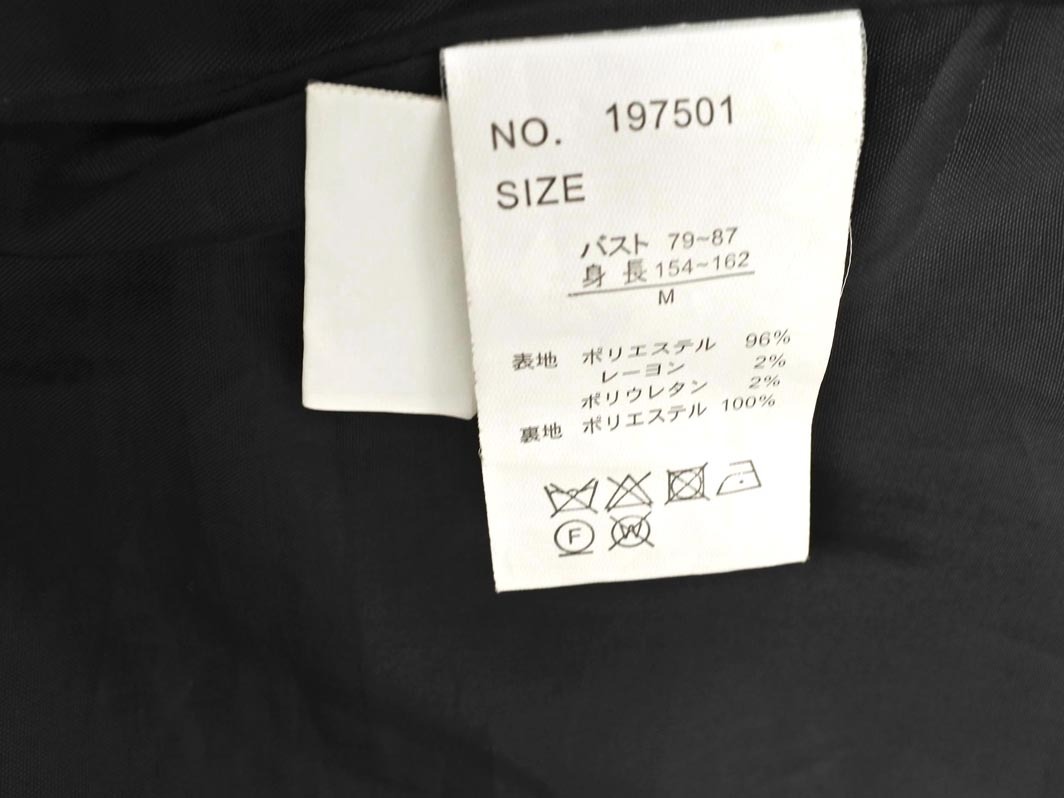 NO. 197501
SIZE
バスト 79~87
身 長 154~162
M
表地 ポリエステル 96%
レーヨン 2%
ポリウレタン 2%
裏地 ポリエステル 100%
F W